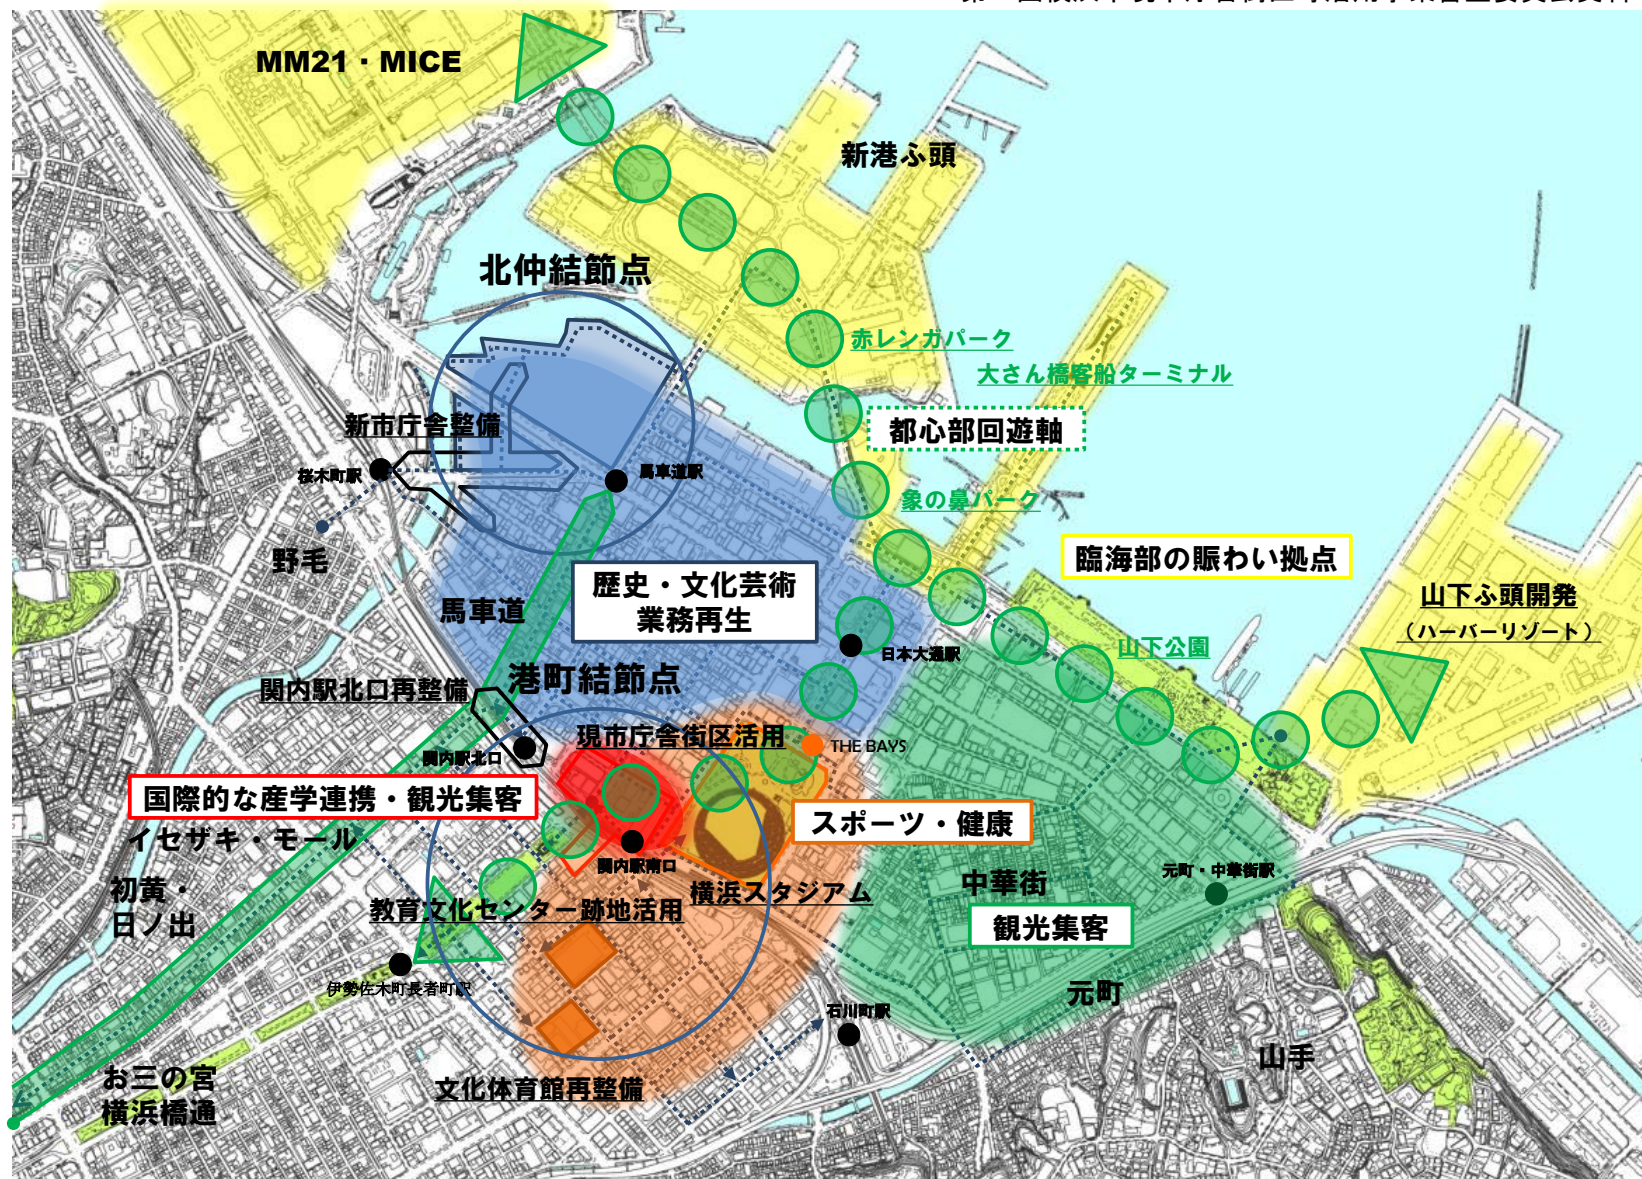 MM21・MICE
新港ふ頭
北仲結節点
赤レンガパーク
大さん橋客船ターミナル
新市庁舎整備
都心部回遊軸
桜木町駅
馬車道駅
象の鼻パーク
臨海部の賑わい拠点
野毛
歴史・文化芸術
業務再生
馬車道
山下ふ頭開発
(ハーバーリゾート)
日本大通駅
山下公園
港町結節点
関内駅北口再整備
現市庁舎街区活用
THE BAYS
関内駅北口
国際的な産学連携・観光集客
スポーツ・健康
イセザキ・モール
関内駅南口
横浜スタジアム
元町・中華街駅
中華街
初黄・
日ノ出
教育文化センター跡地活用
観光集客
伊勢佐木町長者町駅
元町
石川町駅
山手
お三の宮
横浜橋通
文化体育館再整備